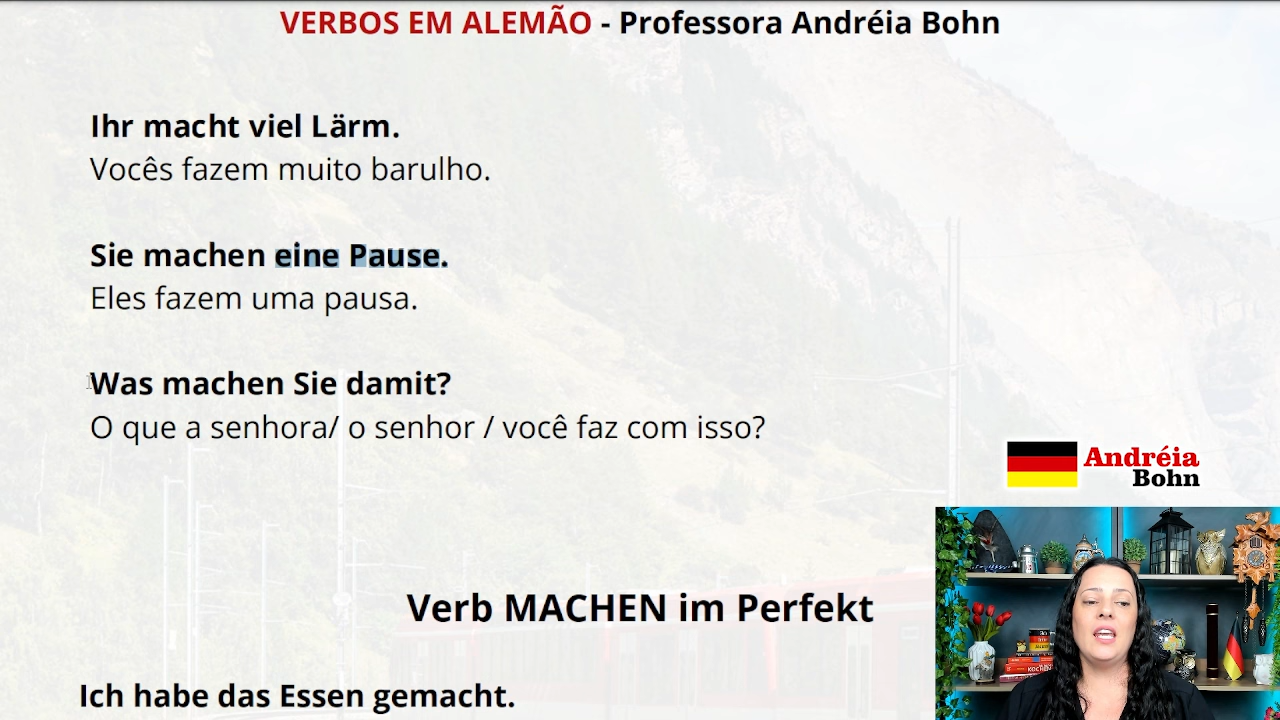 VERBOS EM ALEMÃO - Professora Andréia Bohn
Ihr macht viel Lärm.
Vocês fazem muito barulho.
Sie machen eine Pause.
Eles fazem uma pausa.
Was machen Sie damit?
O que a senhora/ o senhor / você faz com isso?
Andréia
Bohn
Verb MACHEN im Perfekt
Ich habe das Essen gemacht.